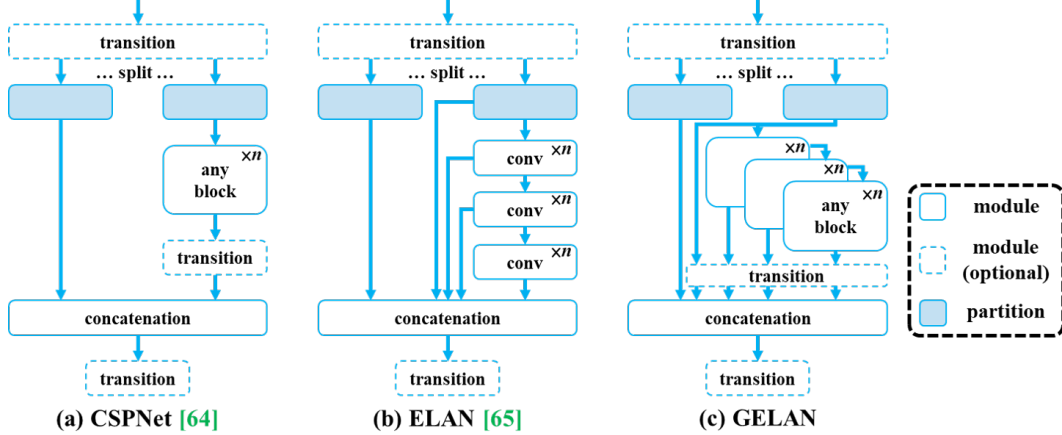 transition
... split ...
×n
any
block
transition
concatenation
transition
(a) CSPNet [64]
transition
... split ...
conv ×n
conv ×n
conv ×n
concatenation
transition
(b) ELAN [65]
transition
... split ...
×n
×n
×n
any
block
transition
concatenation
transition
(c) GELAN
module
module
(optional)
partition